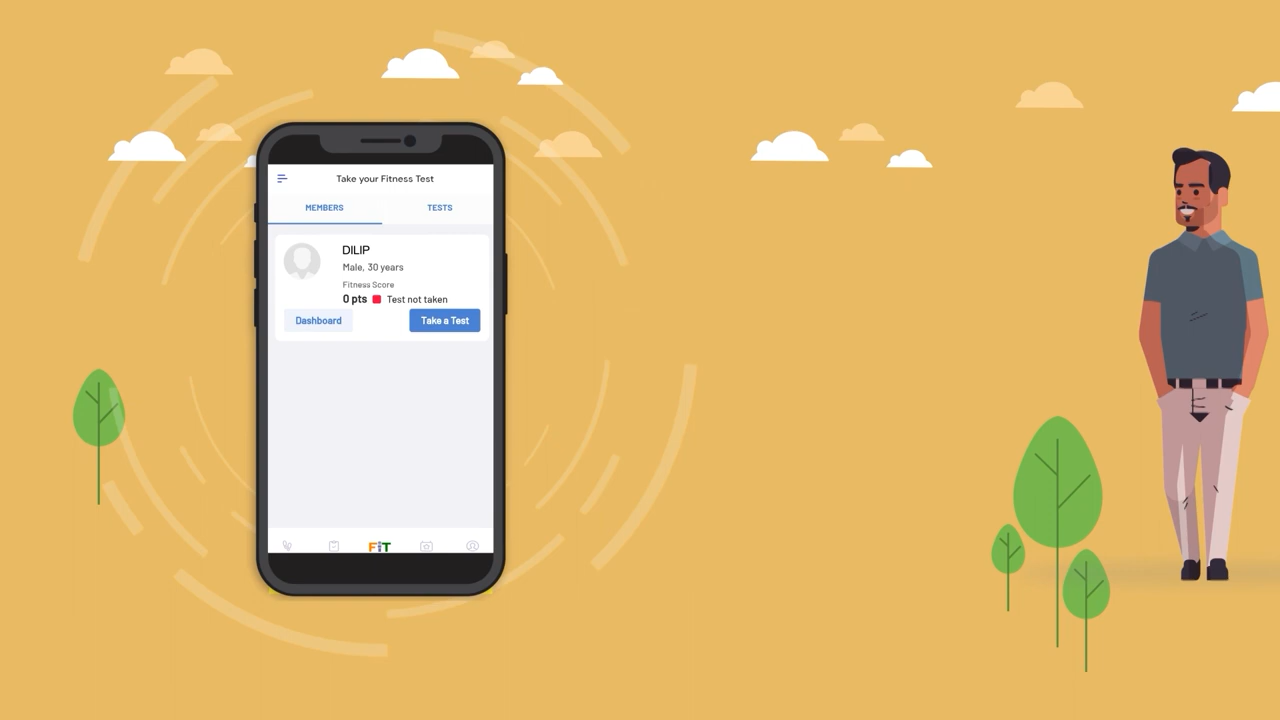 Take your Fitness Test
MEMBERS TESTS
DILIP
Male, 30 years
Fitness Score
0 pts Test not taken
Dashboard Take a Test
FiT